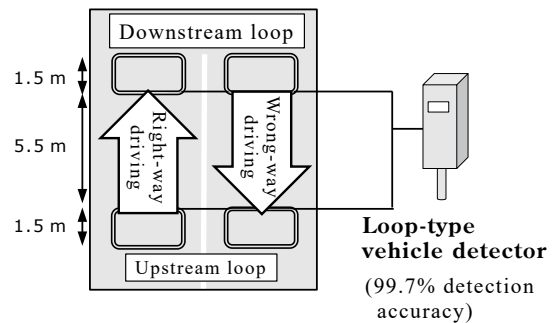 Downstream loop
1.5 m
5.5 m
1.5 m
Right-way
driving
Wrong-way
driving
Upstream loop
Loop-type
vehicle detector
(99.7% detection
accuracy)